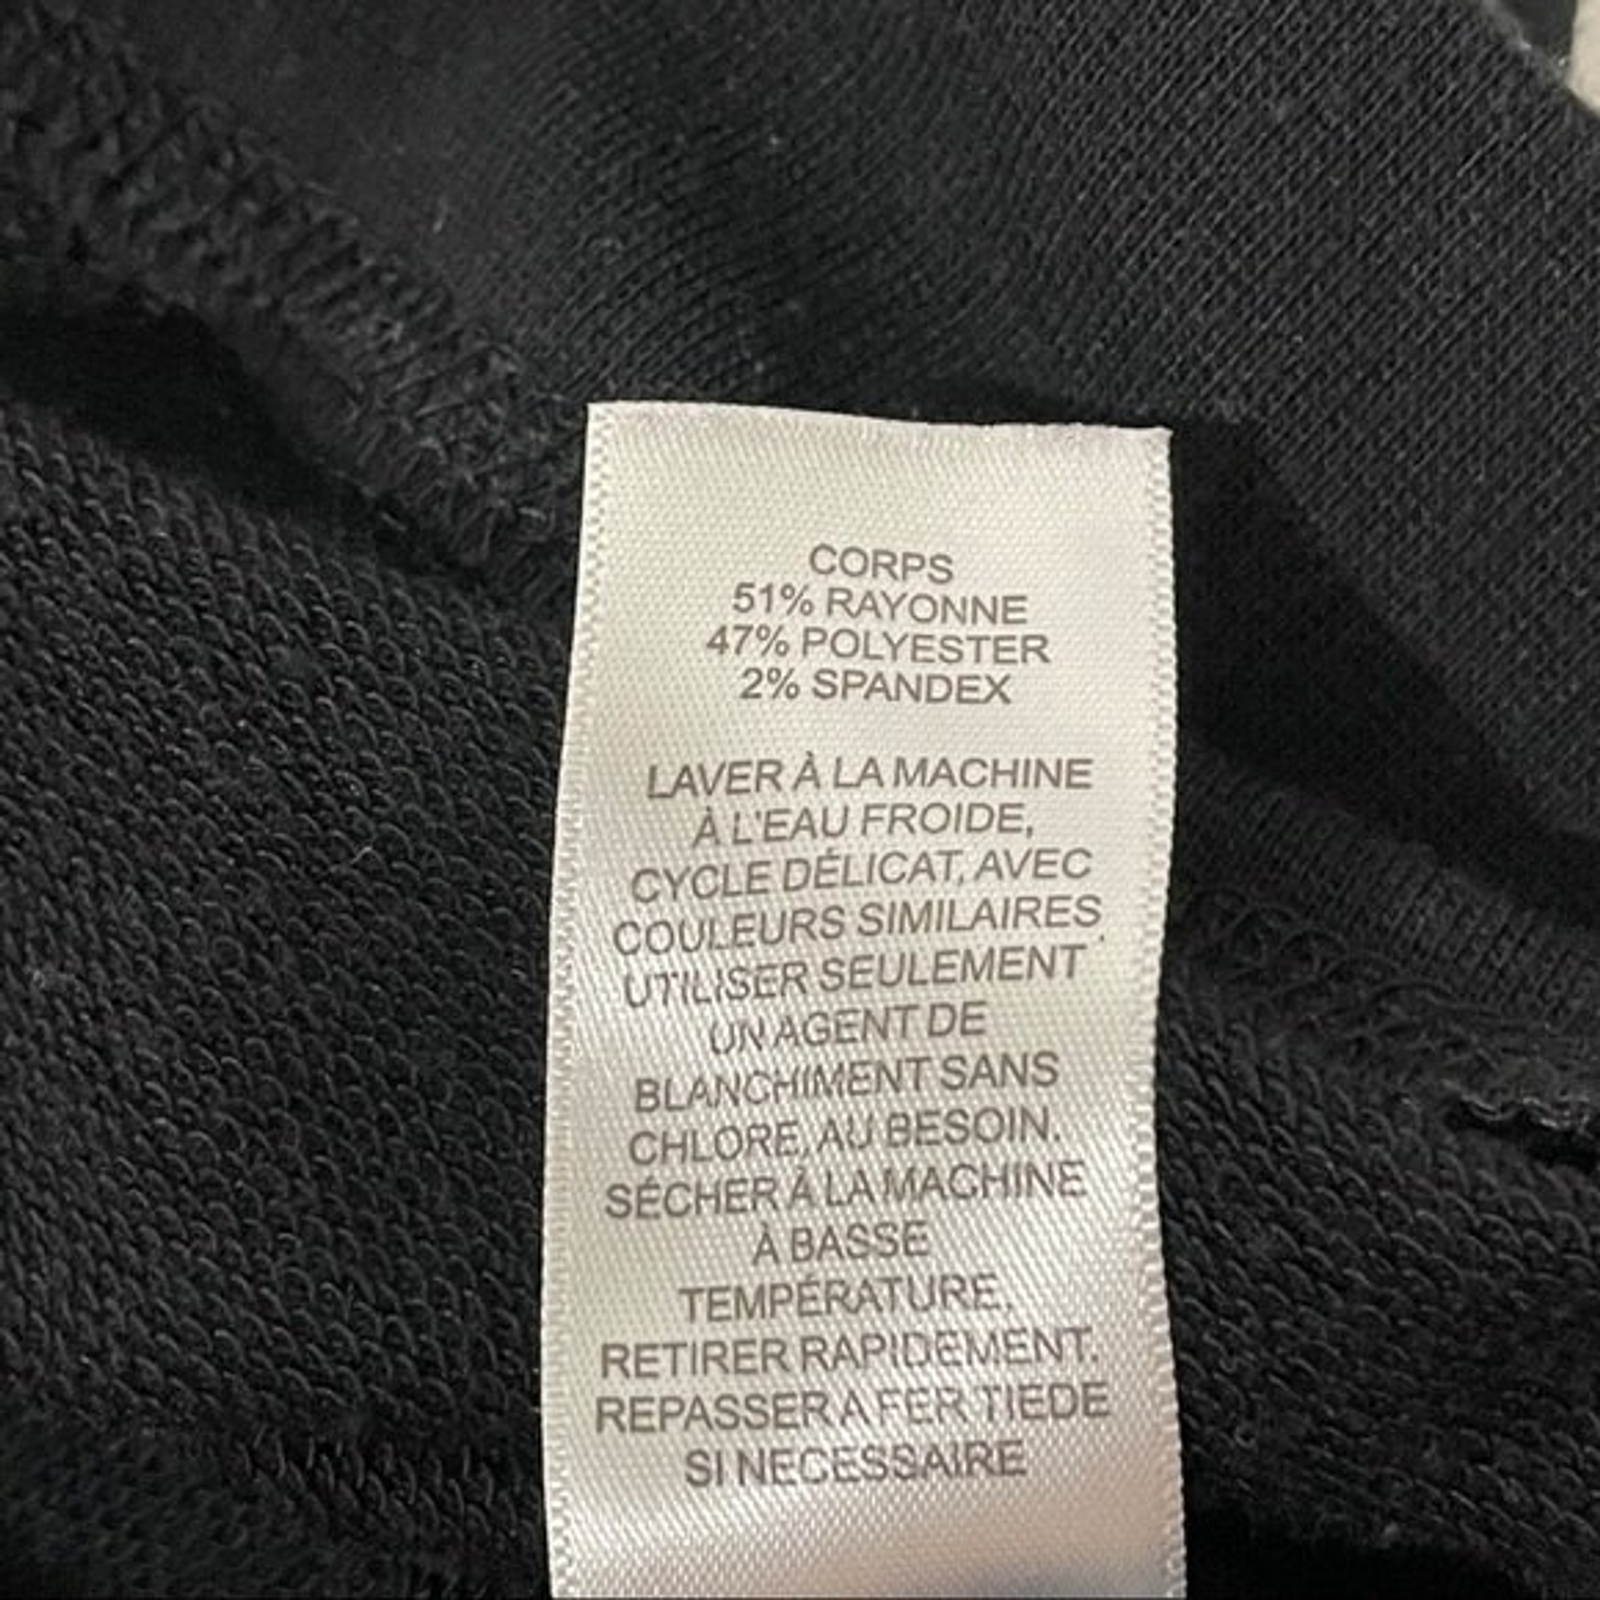 CORPS
51% RAYONNE
47% POLYESTER
2% SPANDEX
LAVER À LA MACHINE
À L'EAU FROIDE,
CYCLE DÉLICAT, AVEC
COULEURS SIMILAIRES.
UTILISER SEULEMENT
UN AGENT DE
BLANCHIMENT SANS
CHLORE, AU BESOIN.
SÉCHER À LA MACHINE
À BASSE
TEMPÉRATURE.
RETIRER RAPIDEMENT.
REPASSER A FER TIEDE
SI NECESSAIRE